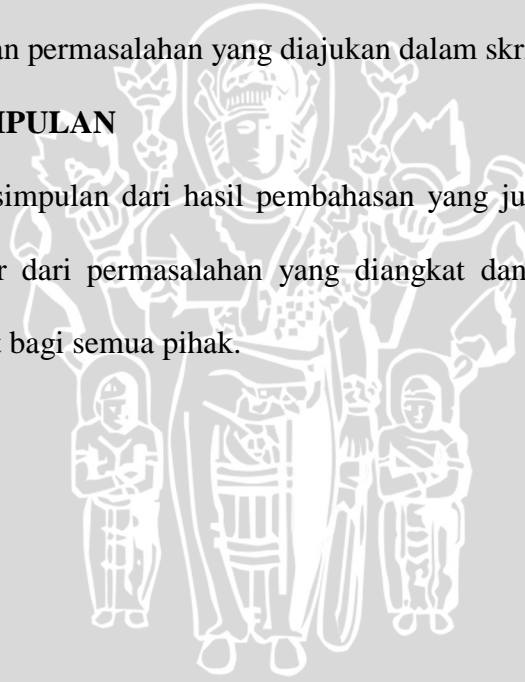 an permasalahan yang diajukan dalam skr
IPULAN
simpulan dari hasil pembahasan yang ju
r dari permasalahan yang diangkat dan
t bagi semua pihak.